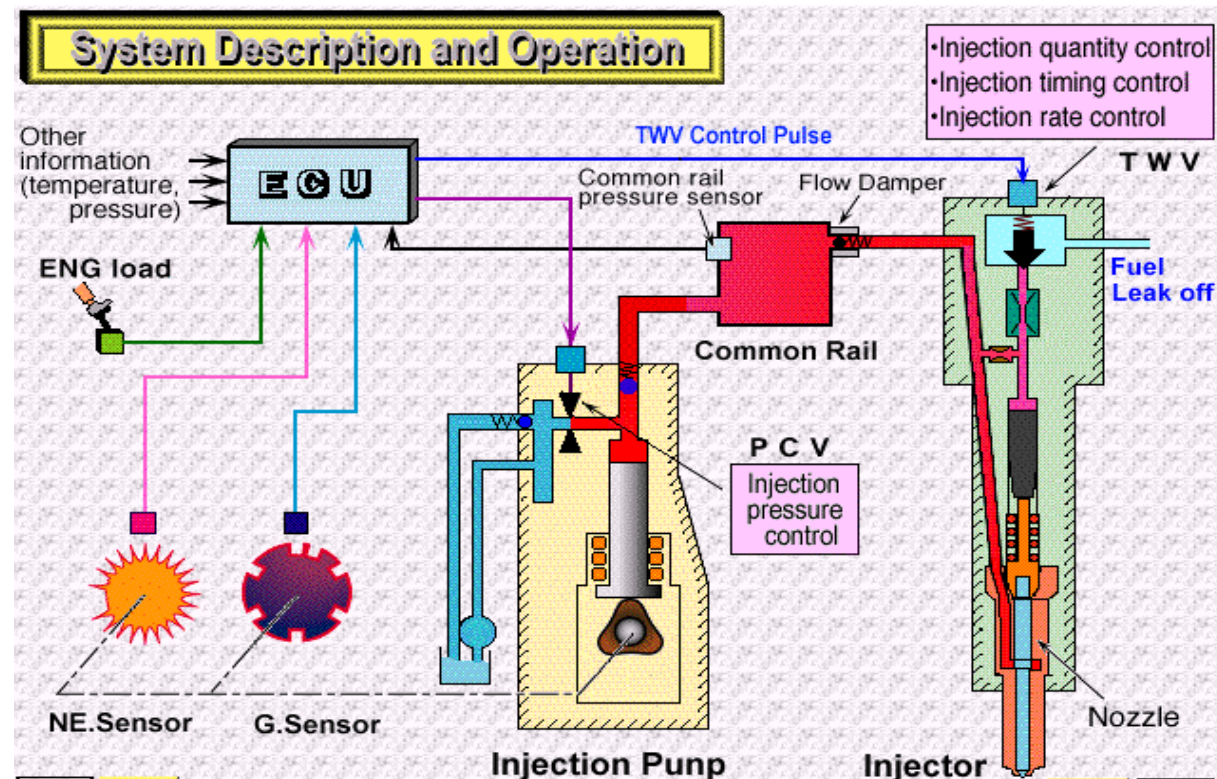 System Description and Operation
•Injection quantity control
•Injection timing control
•Injection rate control
Other
information
(temperature,
pressure)
ECU
TWV Control Pulse
T W V
Common rail
pressure sensor
Flow Damper
ENG load
Fuel
Leak off
Common Rail
P C V
Injection
pressure
control
NE.Sensor
G.Sensor
Nozzle
Injection Punp
Injector